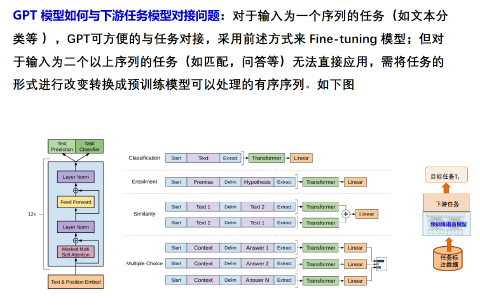 GPT 模型如何与下游任务模型对接问题：对于输入为一个序列的任务（如文本分
类等 ），GPT可方便的与任务对接，采用前述方式来 Fine-tuning 模型；但对
于输入为二个以上序列的任务（如匹配，问答等）无法直接应用，需将任务的
形式进行改变转换成预训练模型可以处理的有序序列。如下图
Text Prediction
Task Classifier
Layer Norm
Feed Forward
12x
Layer Norm
Masked Multi
Self Attention
Text & Position Embed
Classification Start Text Extract Transformer Linear
Entailment Start Premise Delim Hypothesis Extract Transformer Linear
Similarity
Start Text 1 Delim Text 2 Extract Transformer
Start Text 2 Delim Text 1 Extract Transformer
Linear
Multiple Choice
Start Context Delim Answer 1 Extract Transformer Linear
Start Context Delim Answer 2 Extract Transformer Linear
Start Context Delim Answer N Extract Transformer Linear
目标任务Ti
下游任务
预训练语言模型
任务标
注数据